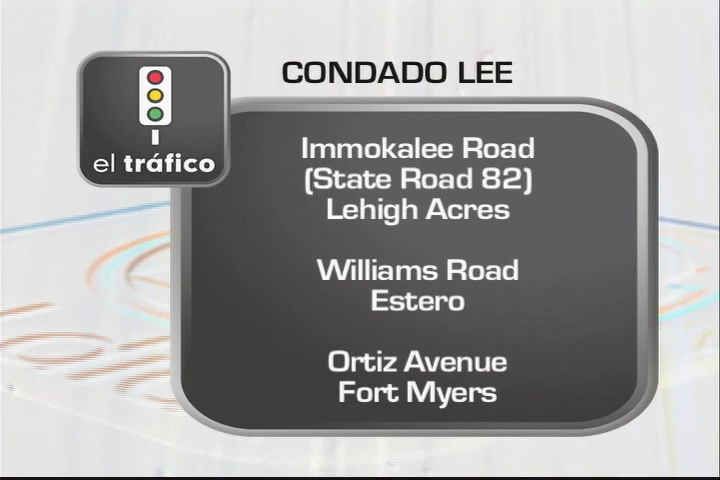 CONDADO LEE
el tráfico
Immokalee Road
(State Road 82)
Lehigh Acres
Williams Road
Estero
Ortiz Avenue
Fort Myers